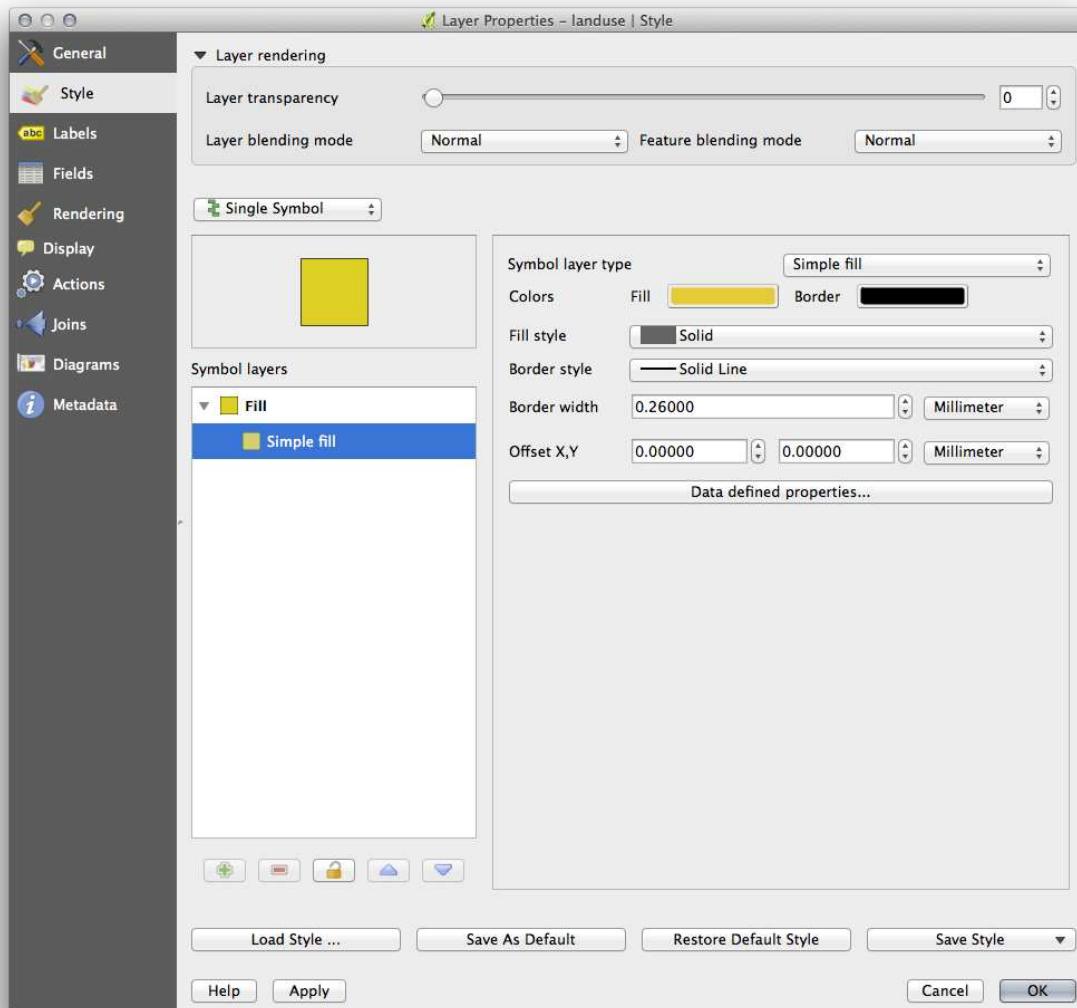 Layer Properties - landuse | Style
General
Style
abc Labels
Fields
Rendering
Display
Actions
Joins
Diagrams
Metadata
Layer rendering
Layer transparency 0
Layer blending mode Normal Feature blending mode Normal
Single Symbol
Symbol layers
Fill
Simple fill
Symbol layer type Simple fill
Colors Fill Border
Fill style Solid
Border style Solid Line
Border width 0.26000 Millimeter
Offset X,Y 0.00000 0.00000 Millimeter
Data defined properties...
Load Style ... Save As Default Restore Default Style Save Style
Help Apply Cancel OK